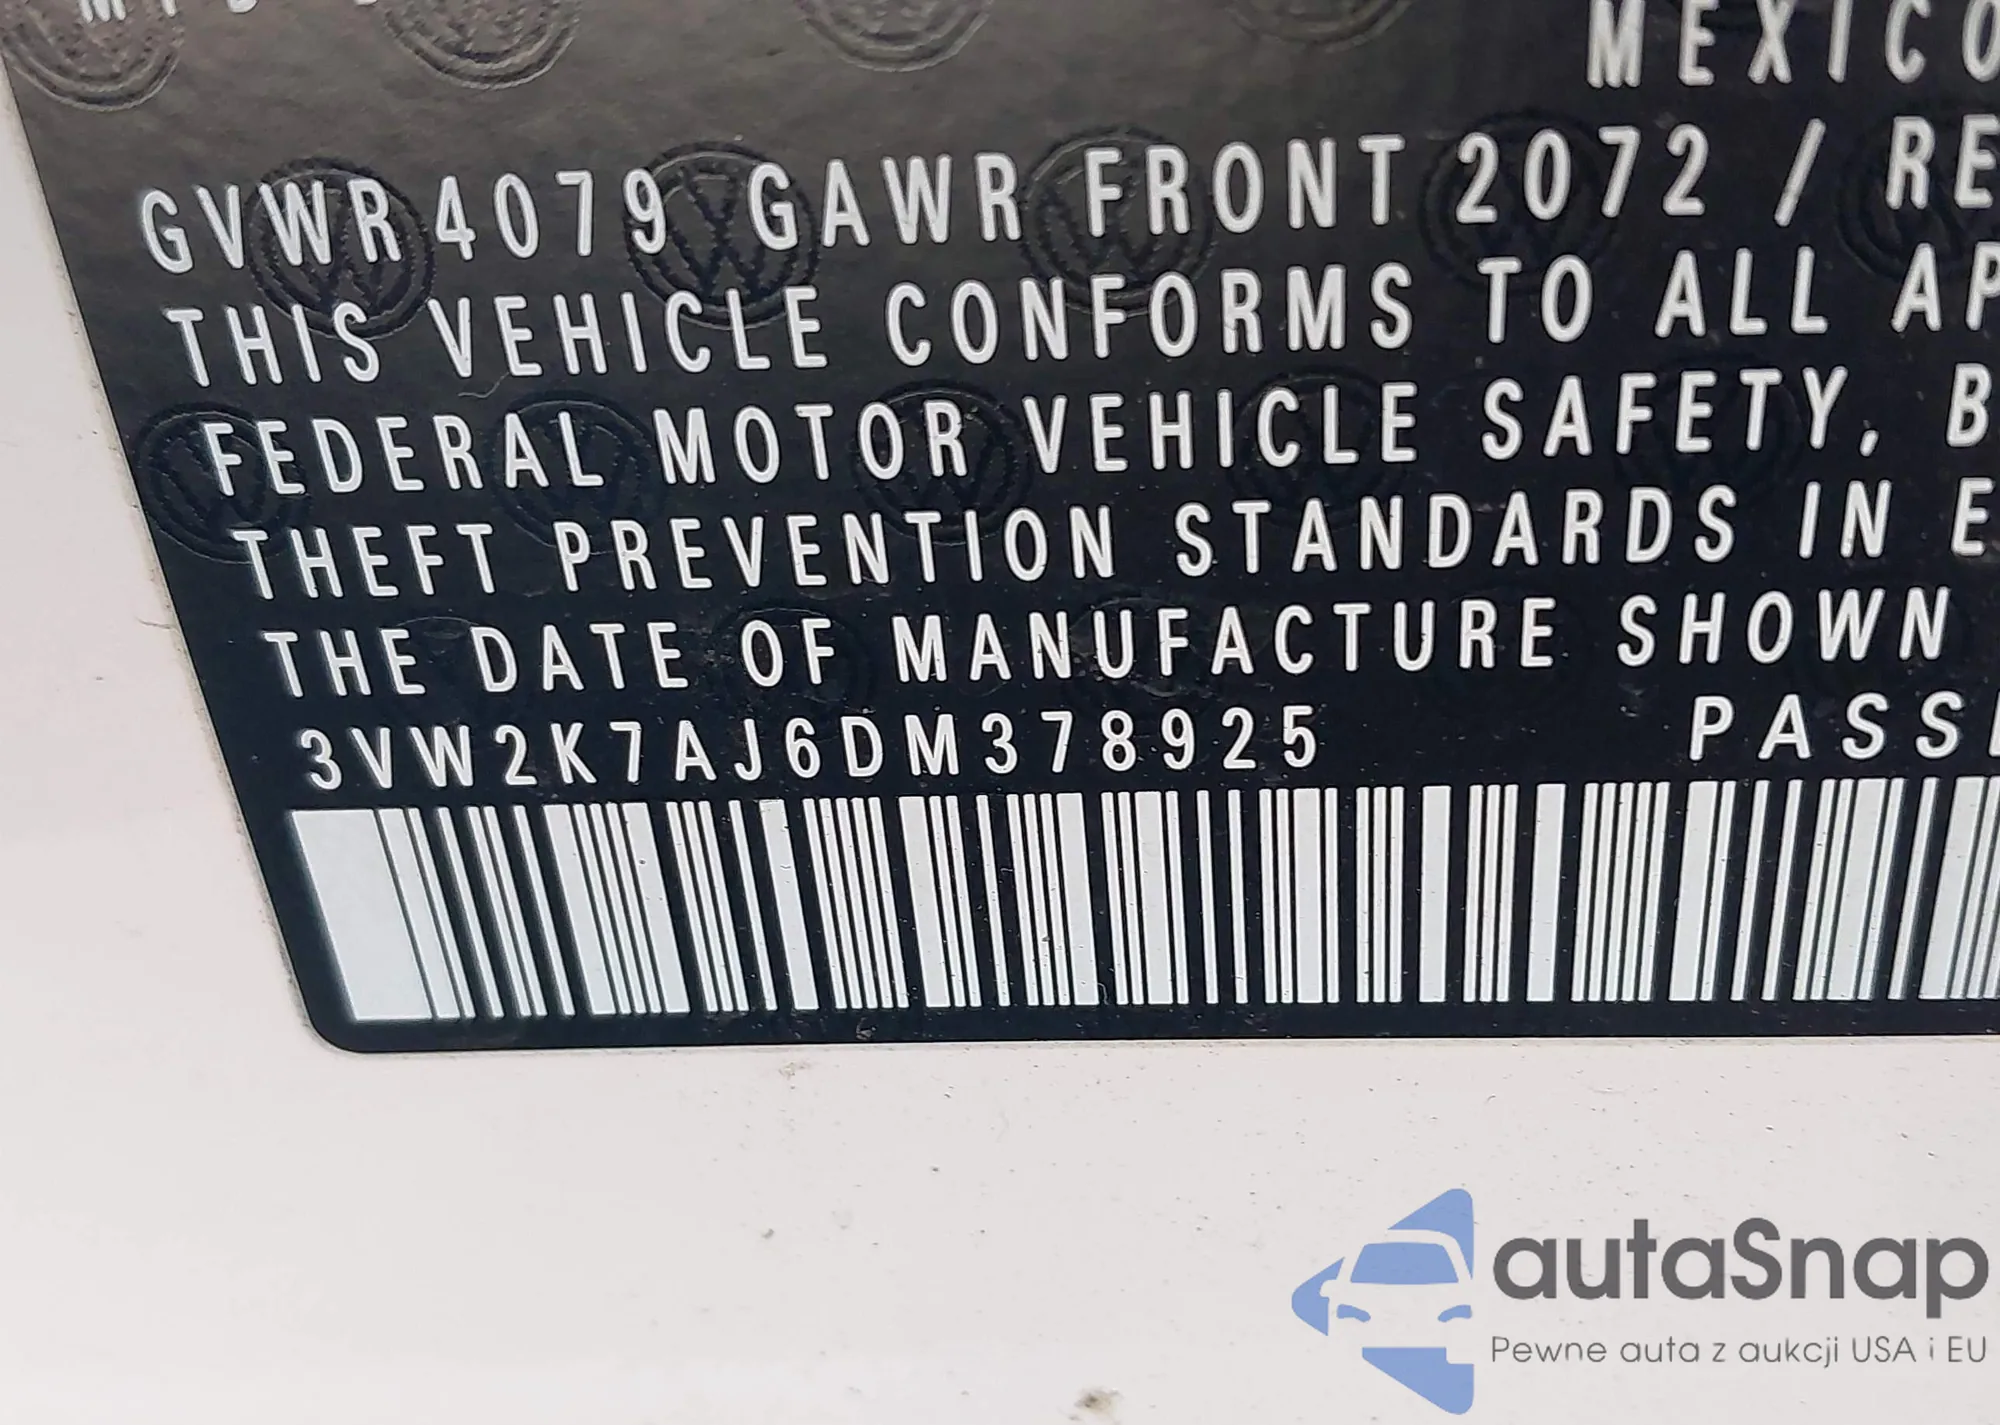 MEXICO
GVWR 4079 GAWR FRONT 2072 / RE
THIS VEHICLE CONFORMS TO ALL AP
FEDERAL MOTOR VEHICLE SAFETY, B
THEFT PREVENTION STANDARDS IN E
THE DATE OF MANUFACTURE SHOWN
3VW2K7AJ6DM378925 PASSE
autaSnap
Pewne auta z aukcji USA i EU